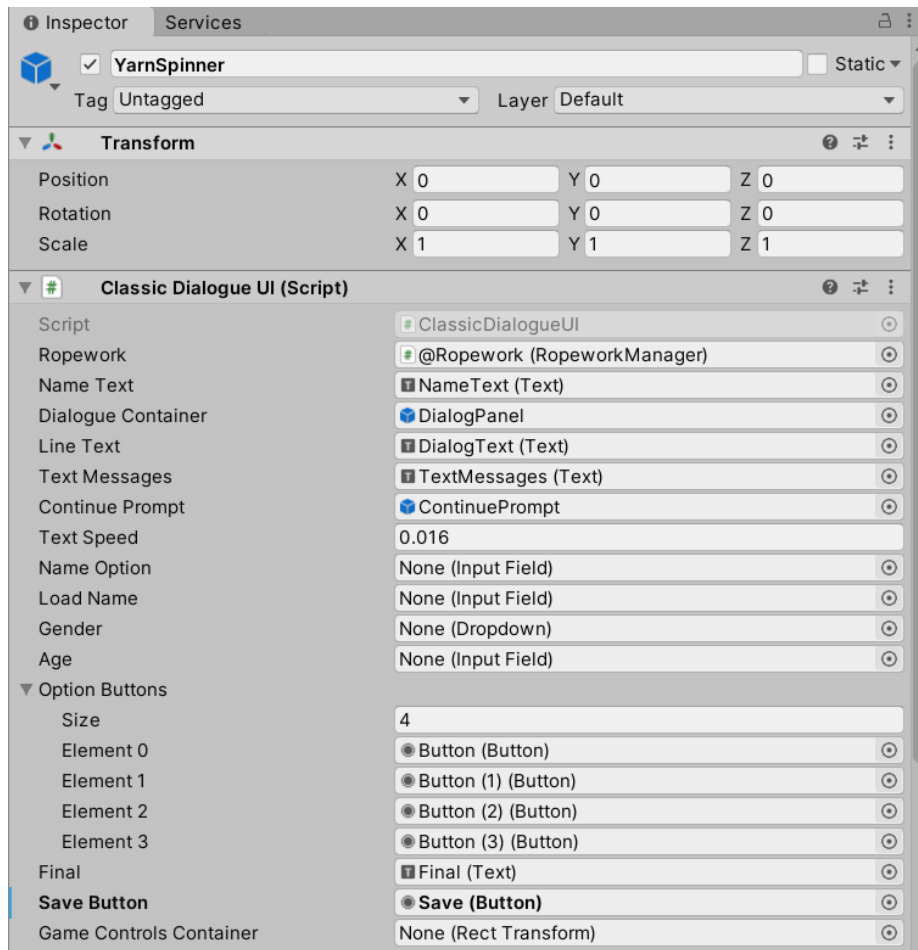 Inspector Services
YarnSpinner Static
Tag Untagged Layer Default
Transform
Position X 0 Y 0 Z 0
Rotation X 0 Y 0 Z 0
Scale X 1 Y 1 Z 1
Classic Dialogue UI (Script)
Script ClassicDialogueUI
Ropework @Ropework (RopeworkManager)
Name Text NameText (Text)
Dialogue Container DialogPanel
Line Text DialogText (Text)
Text Messages TextMessages (Text)
Continue Prompt ContinuePrompt
Text Speed 0.016
Name Option None (Input Field)
Load Name None (Input Field)
Gender None (Dropdown)
Age None (Input Field)
Option Buttons
Size 4
Element 0 Button (Button)
Element 1 Button (1) (Button)
Element 2 Button (2) (Button)
Element 3 Button (3) (Button)
Final Final (Text)
Save Button Save (Button)
Game Controls Container None (Rect Transform)